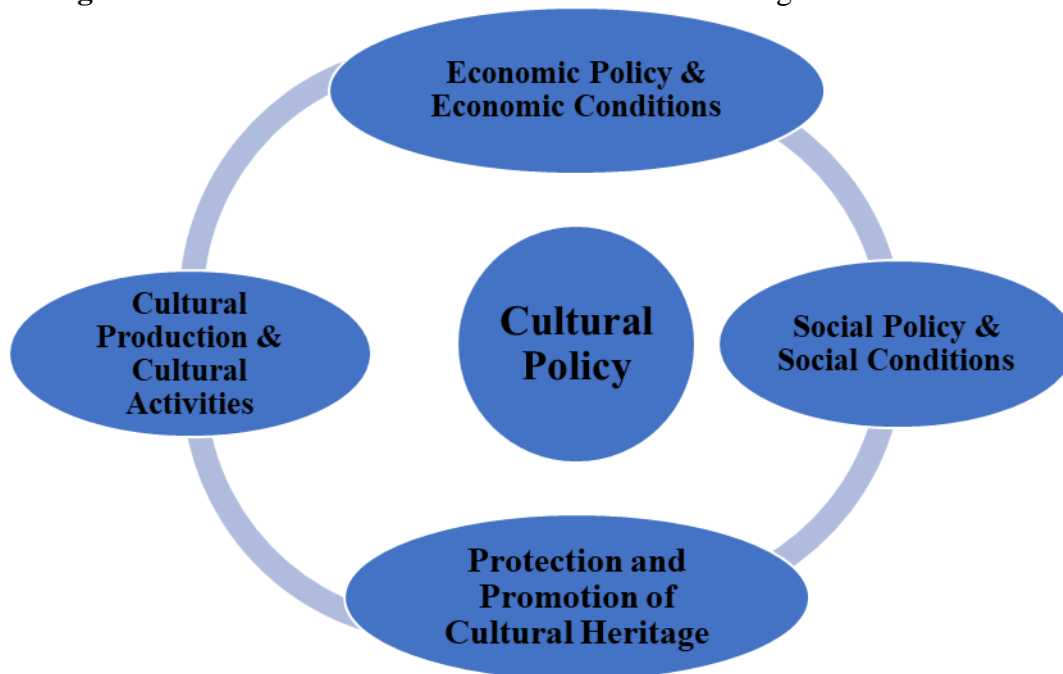 Economic Policy &
Economic Conditions
Cultural
Production &
Cultural
Activities
Cultural
Policy
Social Policy &
Social Conditions
Protection and
Promotion of
Cultural Heritage